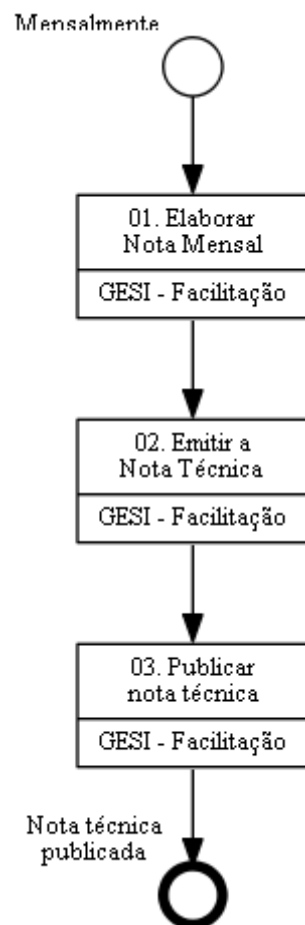 Mensalmente
01. Elaborar
Nota Mensal
GESI - Facilitação
02. Emitir a
Nota Técnica
GESI - Facilitação
03. Publicar
nota técnica
GESI - Facilitação
Nota técnica
publicada